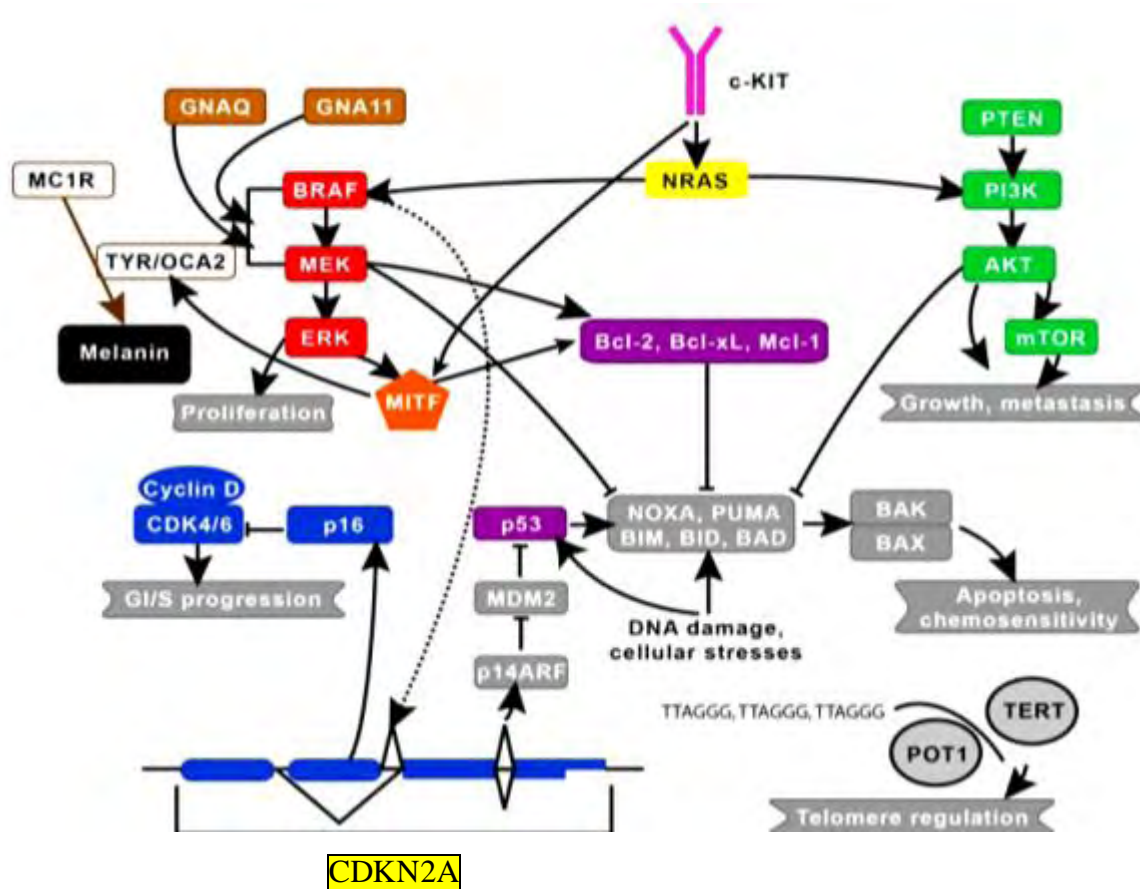 c-KIT
GNAQ
GNA11
PTEN
MC1R
BRAF
NRAS
PI3K
TYR/OCA2
MEK
AKT
Melanin
ERK
Bcl-2, Bcl-xL, Mcl-1
mTOR
Proliferation
MITF
Growth, metastasis
Cyclin D
CDK4/6
p16
p53
NOXA, PUMA
BIM, BID, BAD
BAK
BAX
GI/S progression
MDM2
Apoptosis,
chemosensitivity
DNA damage,
cellular stresses
p14ARF
TTAGGG, TTAGGG, TTAGGG
TERT
POT1
Telomere regulation
CDKN2A